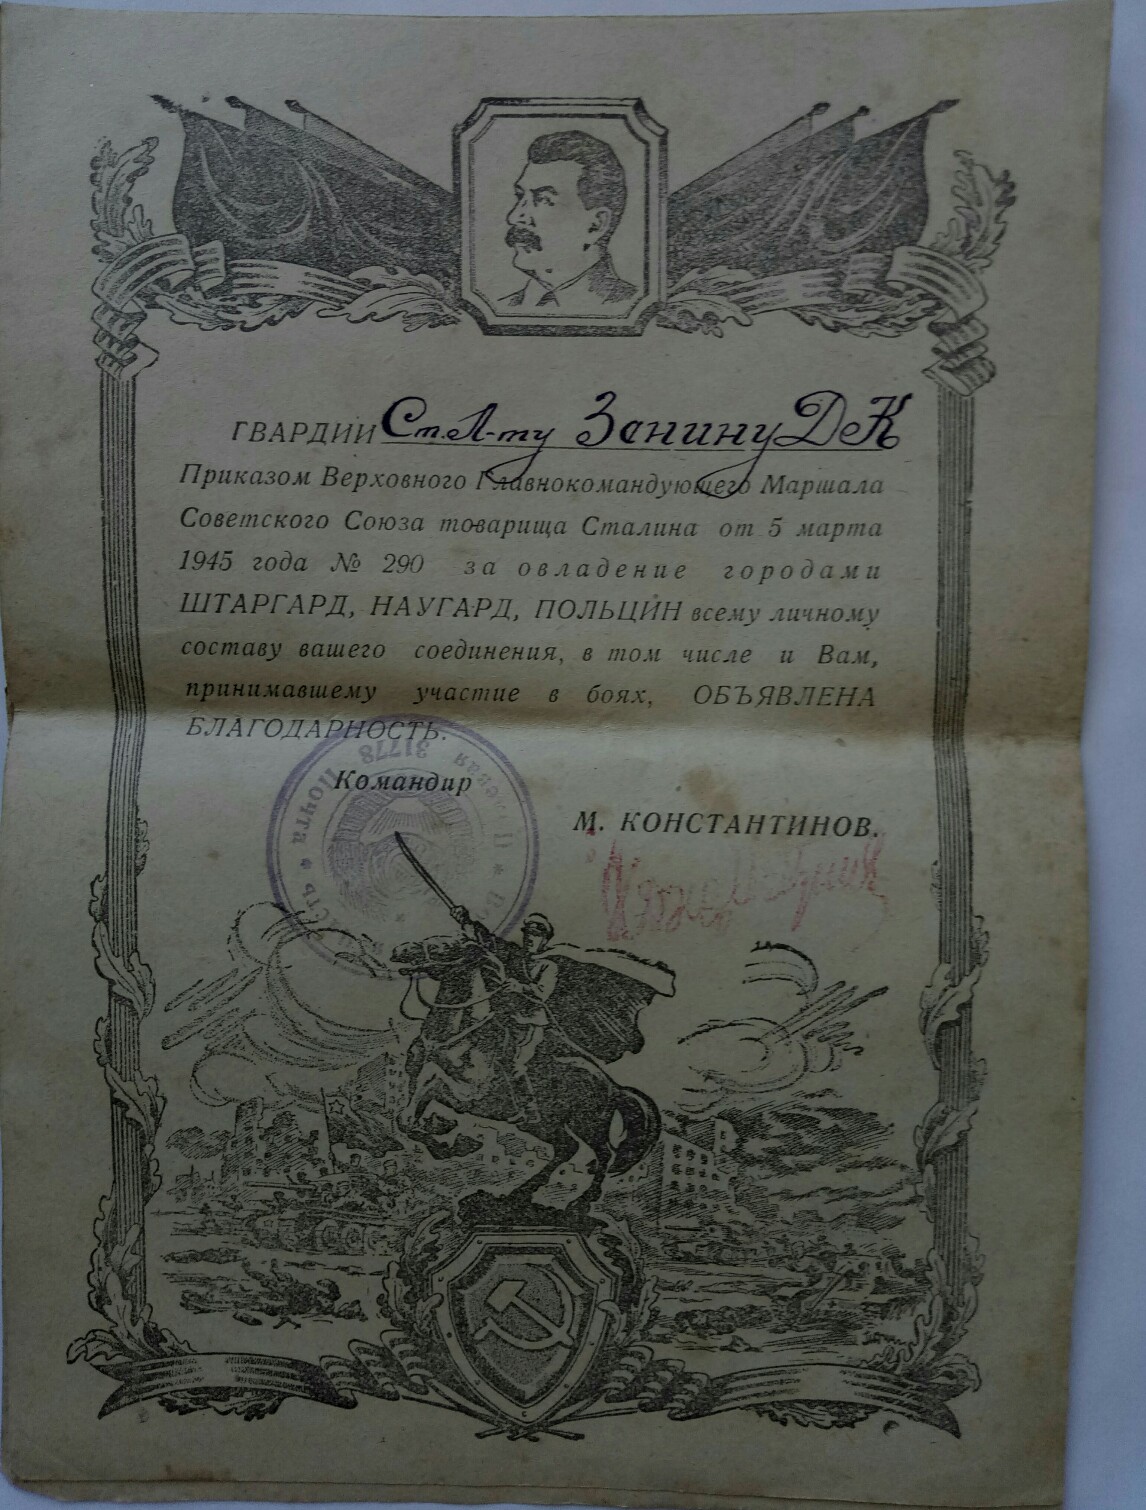 ГВАРДИИ Ст. Л-ту Занину Д К
Приказом Верховного Главнокомандующего Маршала
Советского Союза товарища Сталина от 5 марта
1945 года № 290 за овладение городами
ШТАРГАРД, НАУГАРД, ПОЛЬЦИН всему личному
составу вашего соединения, в том числе и Вам,
принимавшему участие в боях, ОБЪЯВЛЕНА
БЛАГОДАРНОСТЬ.
Командир
М. КОНСТАНТИНОВ.
Почта 31778